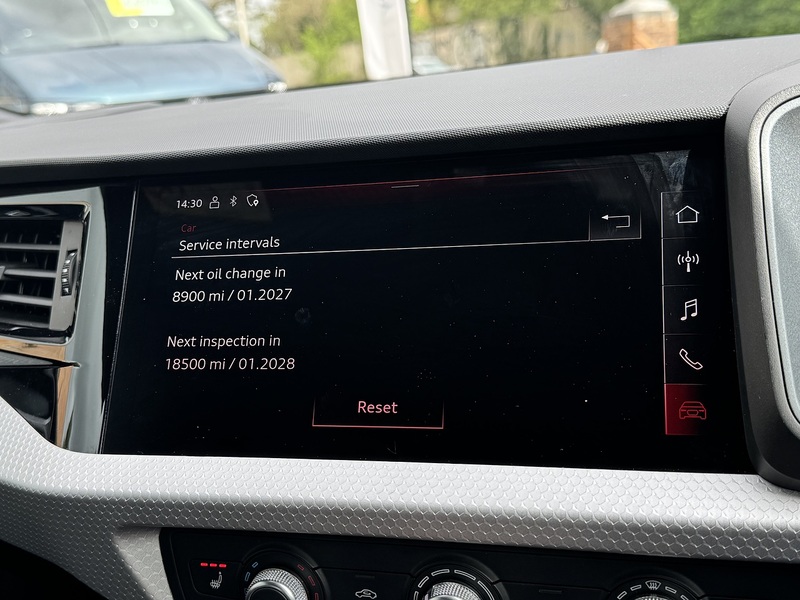 14:30
Car
Service intervals
Next oil change in
8900 mi / 01.2027
Next inspection in
18500 mi / 01.2028
Reset